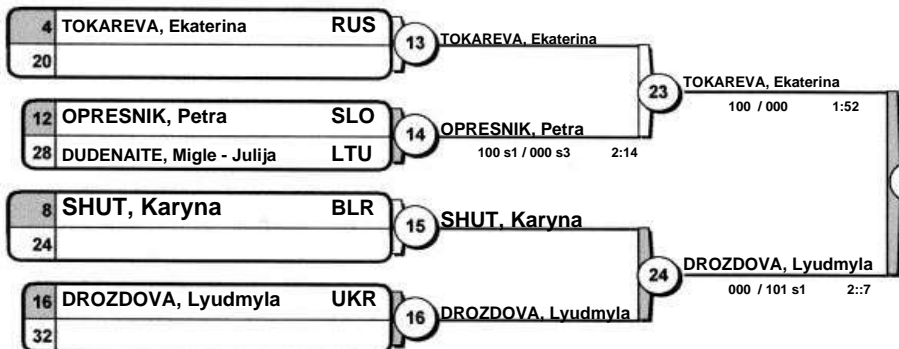 4 TOKAREVA, Ekaterina RUS
20
13 TOKAREVA, Ekaterina
12 OPRESNIK, Petra SLO
28 DUDENAITE, Migle - Julija LTU
14 OPRESNIK, Petra
100 s1 / 000 s3 2:14
23 TOKAREVA, Ekaterina
100 / 000 1:52
8 SHUT, Karyna BLR
24
15 SHUT, Karyna
16 DROZDOVA, Lyudmyla UKR
32
16 DROZDOVA, Lyudmyla
24 DROZDOVA, Lyudmyla
000 / 101 s1 2::7